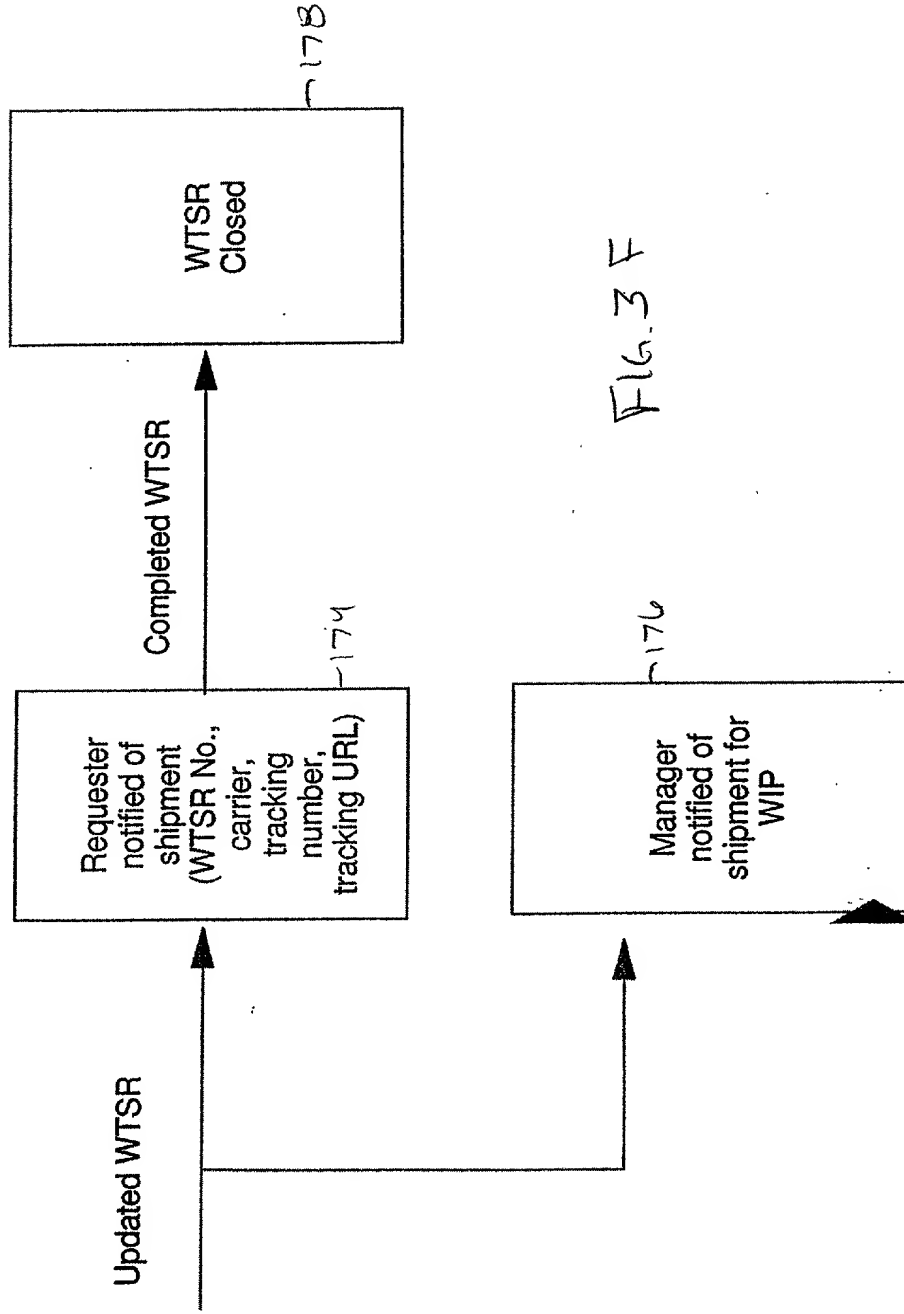 Updated WTSR
Requester
notified of
shipment
(WTSR No.,
carrier,
tracking
number,
tracking URL)
174
Completed WTSR
WTSR
Closed
178
Manager
notified of
shipment for
WIP
176
FIG. 3F